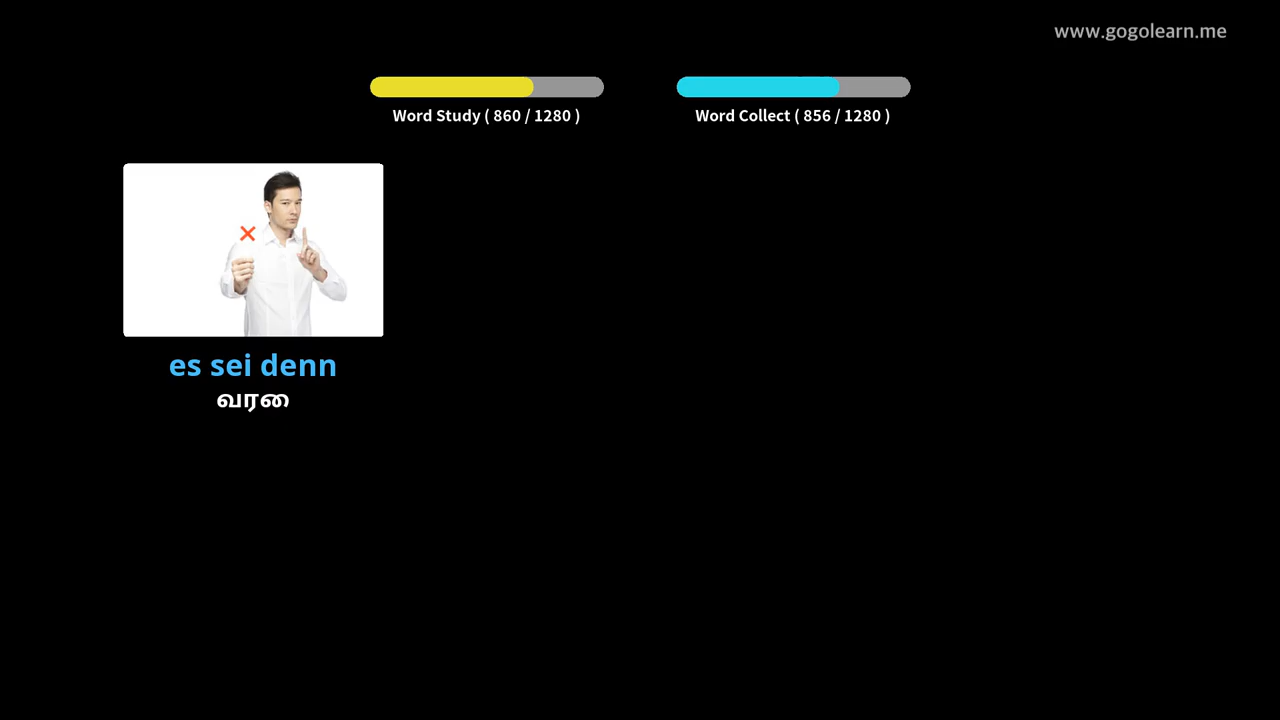 www.gogolearn.me
Word Study ( 860 / 1280 )
Word Collect ( 856 / 1280 )
es sei denn
வரை